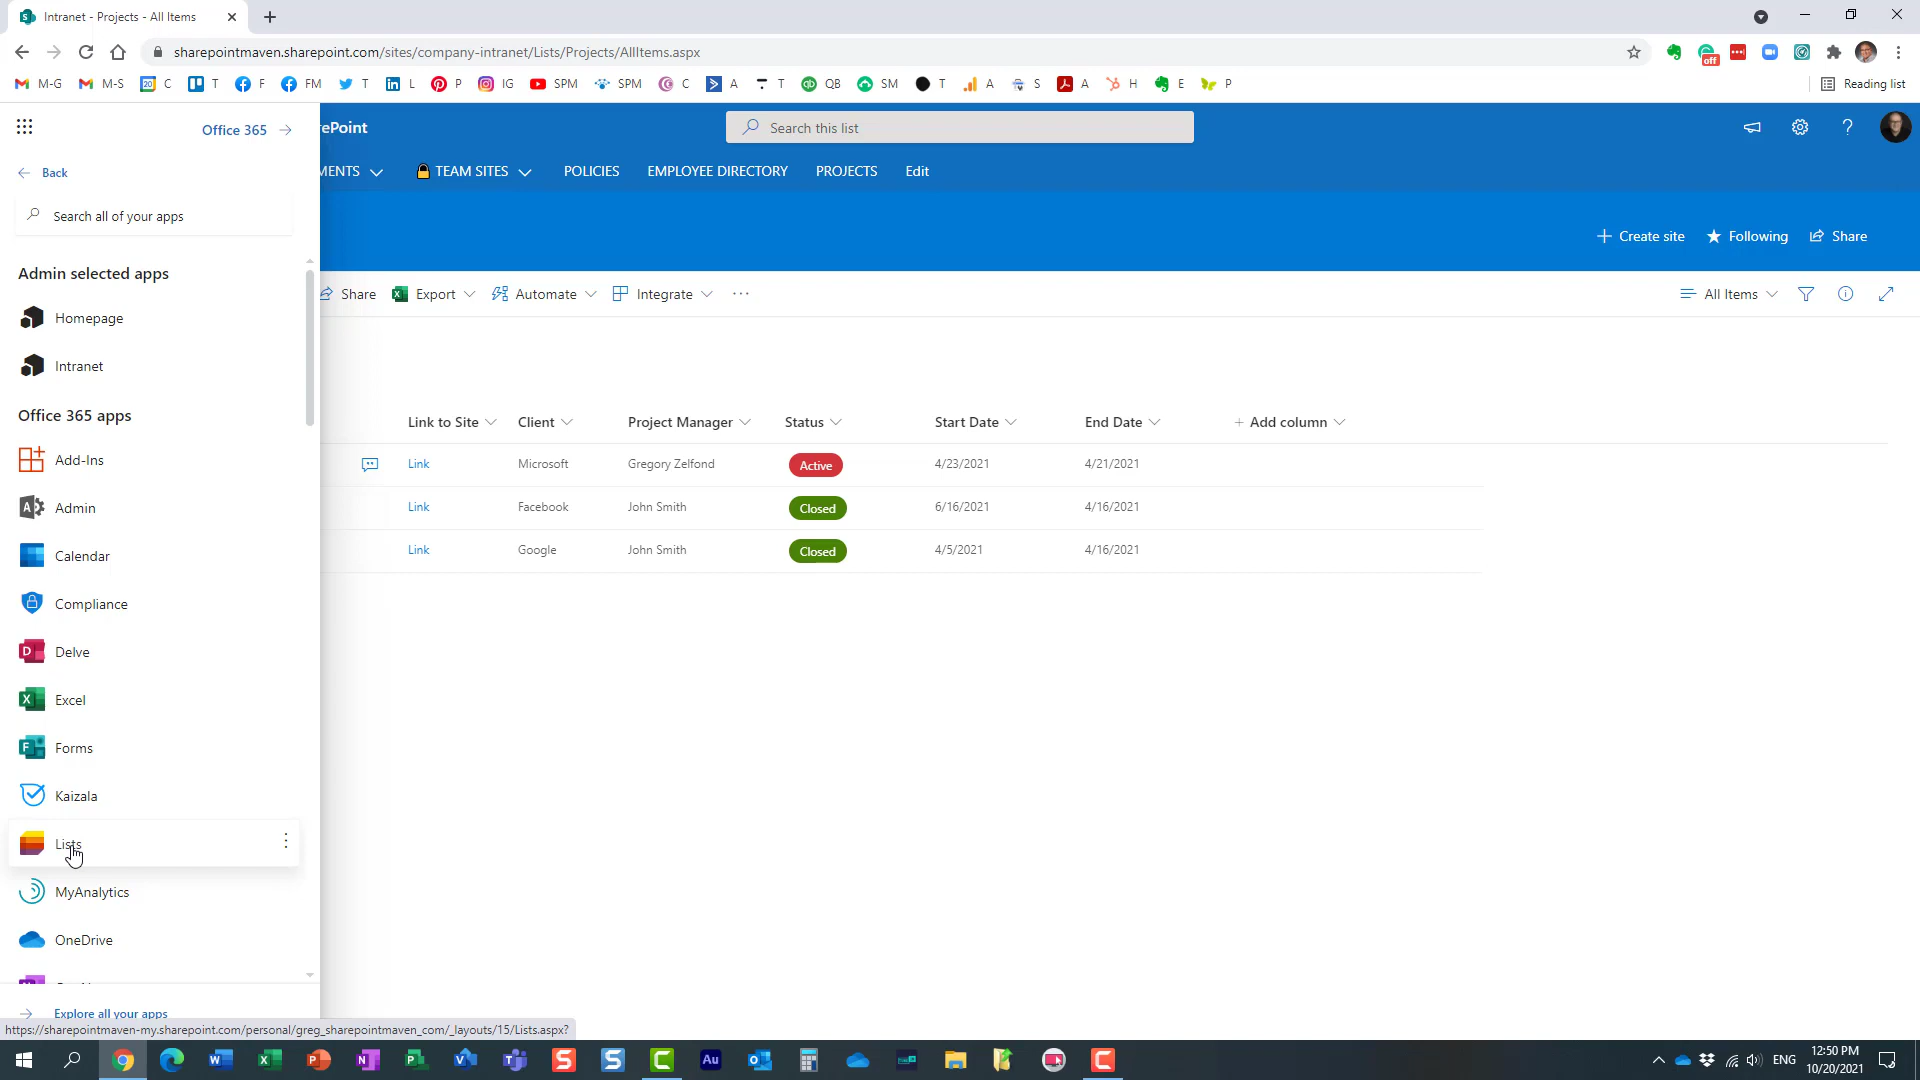 Intranet - Projects - All Items
sharepointmaven.sharepoint.com/sites/company-intranet/Lists/Projects/AllItems.aspx
off
M-G M-S 20 C T F FM T L P IG SPM SPM C A T QB SM T A S A H E P Reading list
Office 365
rePoint
Search this list
Back
MENTS TEAM SITES POLICIES EMPLOYEE DIRECTORY PROJECTS Edit
Search all of your apps
Create site Following Share
Admin selected apps
Share Export Automate Integrate ··· All Items
Homepage
Intranet
Office 365 apps
Link to Site Client Project Manager Status Start Date End Date + Add column
Add-Ins
Link Microsoft Gregory Zelfond Active 4/23/2021 4/21/2021
Admin
Link Facebook John Smith Closed 6/16/2021 4/16/2021
Calendar
Link Google John Smith Closed 4/5/2021 4/16/2021
Compliance
Delve
Excel
Forms
Kaizala
Lists
MyAnalytics
OneDrive
Explore all your apps
https://sharepointmaven-my.sharepoint.com/personal/greg_sharepointmaven_com/_layouts/15/Lists.aspx?
ENG
12:50 PM
10/20/2021